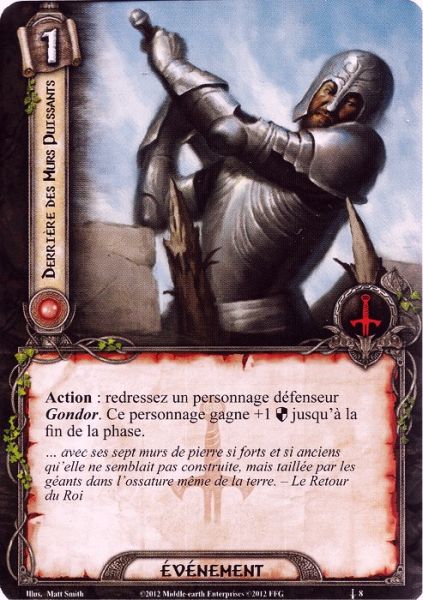 1
DERRIÈRE DES MURS PUISSANTS
Action : redressez un personnage défenseur
Gondor. Ce personnage gagne +1 jusqu'à la
fin de la phase.
… avec ses sept murs de pierre si forts et si anciens
qu'elle ne semblait pas construite, mais taillée par les
géants dans l'ossature même de la terre. – Le Retour
du Roi
ÉVÉNEMENT
Illus. Matt Smith ©2012 Middle-earth Enterprises ©2012 FFG 8